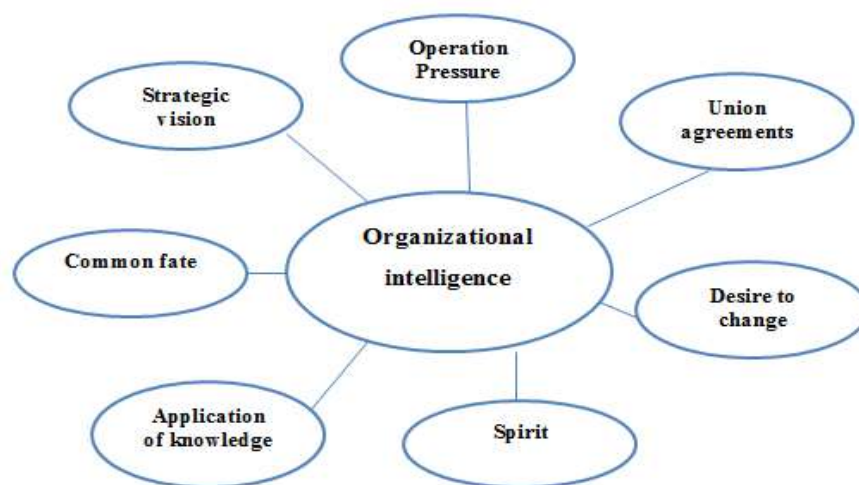 Operation
Pressure
Strategic
vision
Union
agreements
Organizational
intelligence
Common fate
Desire to
change
Application
of knowledge
Spirit